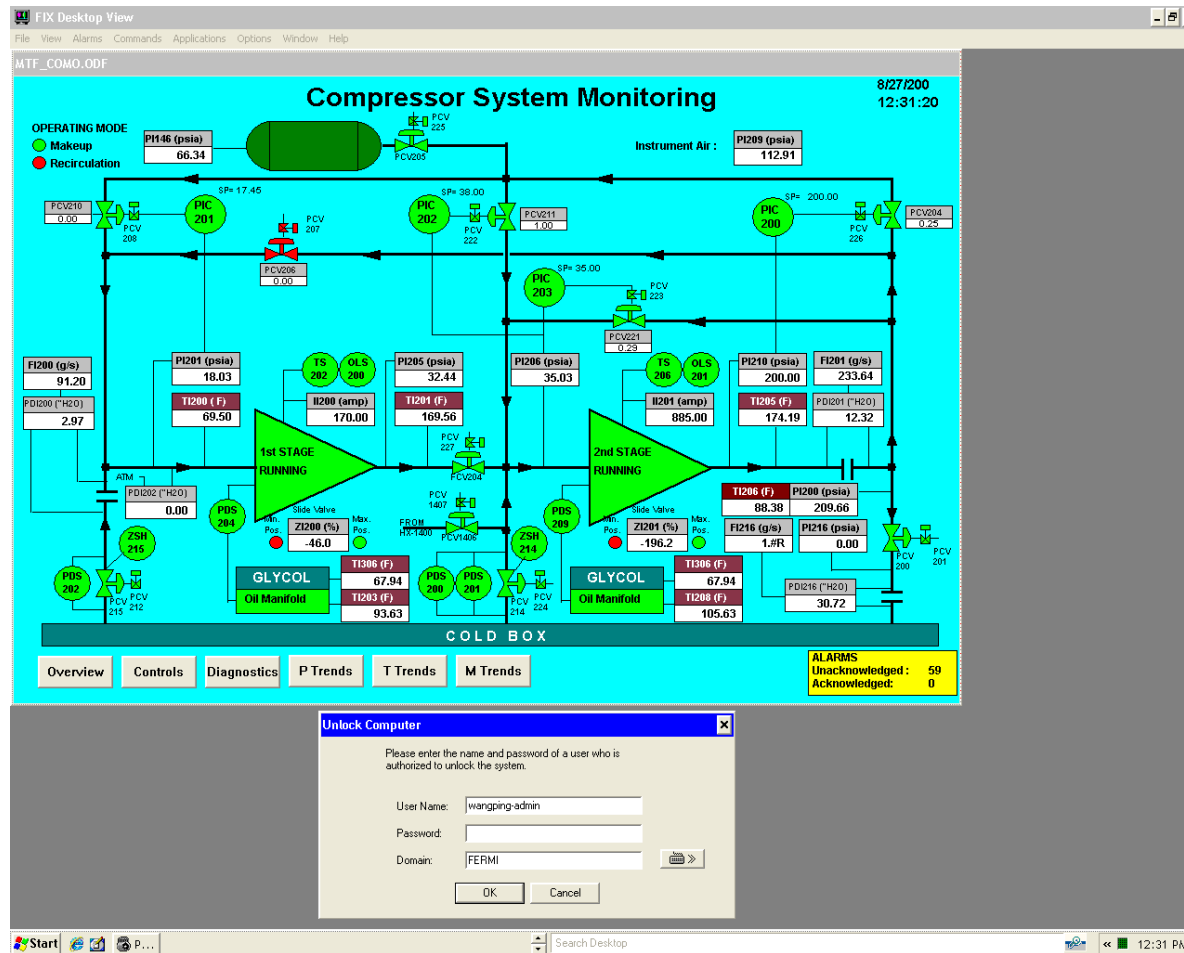 FIX Desktop View
File View Alarms Commands Applications Options Window Help
MTF_COMO.ODF
Compressor System Monitoring
8/27/200
12:31:20
OPERATING MODE
Makeup
Recirculation
PI146 (psia)
66.34
PCV
225
PCV205
Instrument Air :
PI209 (psia)
112.91
PCV210
0.00
PCV
208
SP= 17.45
PIC
201
PCV
207
PCV206
0.00
SP= 38.00
PIC
202
PCV
222
PCV211
1.00
SP= 200.00
PIC
200
PCV
226
PCV204
0.25
SP= 35.00
PIC
203
PCV
223
PCV221
0.29
FI200 (g/s)
91.20
PDI200 ("H2O)
2.97
PI201 (psia)
18.03
TI200 ( F)
69.50
TS
202
OLS
200
II200 (amp)
170.00
PI205 (psia)
32.44
TI201 (F)
169.56
PI206 (psia)
35.03
TS
206
OLS
201
II201 (amp)
885.00
PI210 (psia)
200.00
TI205 (F)
174.19
FI201 (g/s)
233.64
PDI201 ("H2O)
12.32
1st STAGE
RUNNING
PCV
227
PCV204
2nd STAGE
RUNNING
ATM
PDI202 ("H2O)
0.00
PDS
204
Slide Valve
Min.
Pos.
Max.
Pos.
ZI200 (%)
-46.0
PCV
1407
FROM
HX-1400
PCV1406
PDS
209
Slide Valve
Min.
Pos.
Max.
Pos.
ZI201 (%)
-196.2
TI206 (F)
88.38
PI200 (psia)
209.66
FI216 (g/s)
1.#R
PI216 (psia)
0.00
PCV
200
PCV
201
PDI216 ("H2O)
30.72
ZSH
215
PDS
202
PCV
215
PCV
212
GLYCOL
Oil Manifold
TI306 (F)
67.94
TI203 (F)
93.63
PDS
200
PDS
201
ZSH
214
PCV
214
PCV
224
GLYCOL
Oil Manifold
TI306 (F)
67.94
TI208 (F)
105.63
COLD BOX
Overview Controls Diagnostics P Trends T Trends M Trends
ALARMS
Unacknowledged : 59
Acknowledged: 0
Unlock Computer
Please enter the name and password of a user who is
authorized to unlock the system.
User Name: wangping-admin
Password:
Domain: FERMI
OK Cancel
Start P... Search Desktop 12:31 PM